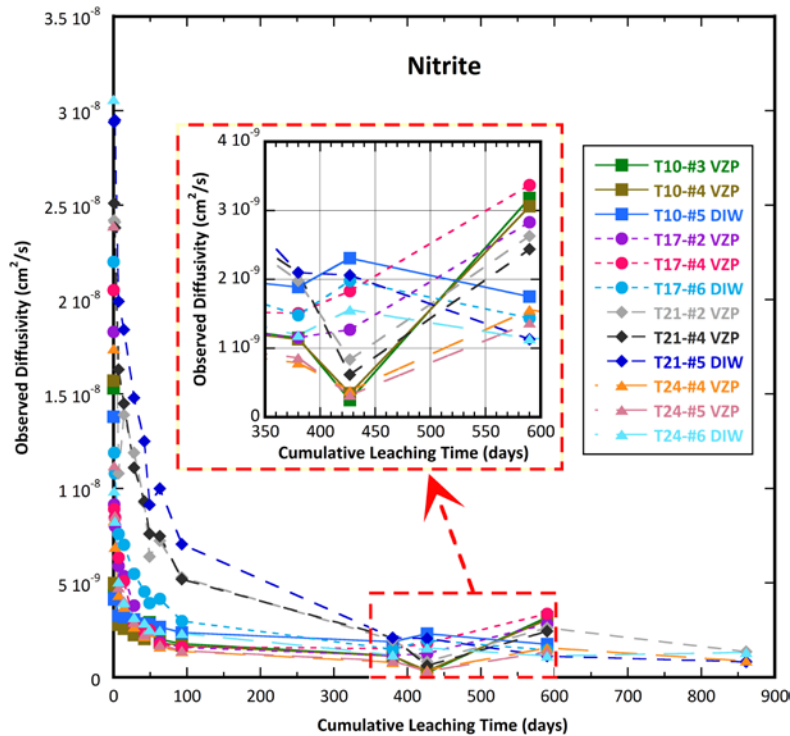 Nitrite
Observed Diffusivity (cm²/s)
3.5 10⁻⁸
3 10⁻⁸
2.5 10⁻⁸
2 10⁻⁸
1.5 10⁻⁸
1 10⁻⁸
5 10⁻⁹
0
0 100 200 300 400 500 600 700 800 900
Cumulative Leaching Time (days)
Observed Diffusivity (cm²/s)
4 10⁻⁹
3 10⁻⁹
2 10⁻⁹
1 10⁻⁹
0
350 400 450 500 550 600
Cumulative Leaching Time (days)
T10-#3 VZP
T10-#4 VZP
T10-#5 DIW
T17-#2 VZP
T17-#4 VZP
T17-#6 DIW
T21-#2 VZP
T21-#4 VZP
T21-#5 DIW
T24-#4 VZP
T24-#5 VZP
T24-#6 DIW